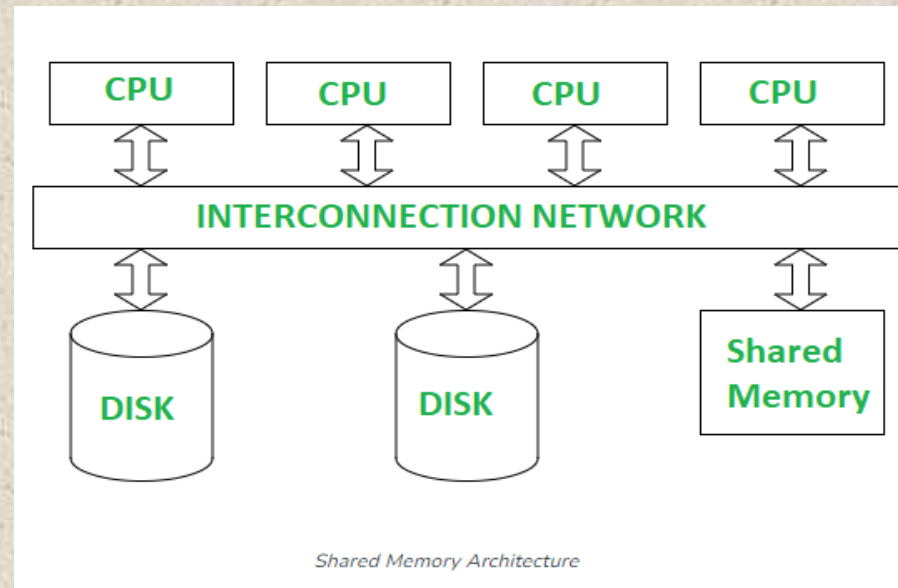 CPU CPU CPU CPU
INTERCONNECTION NETWORK
DISK DISK Shared
Memory
Shared Memory Architecture